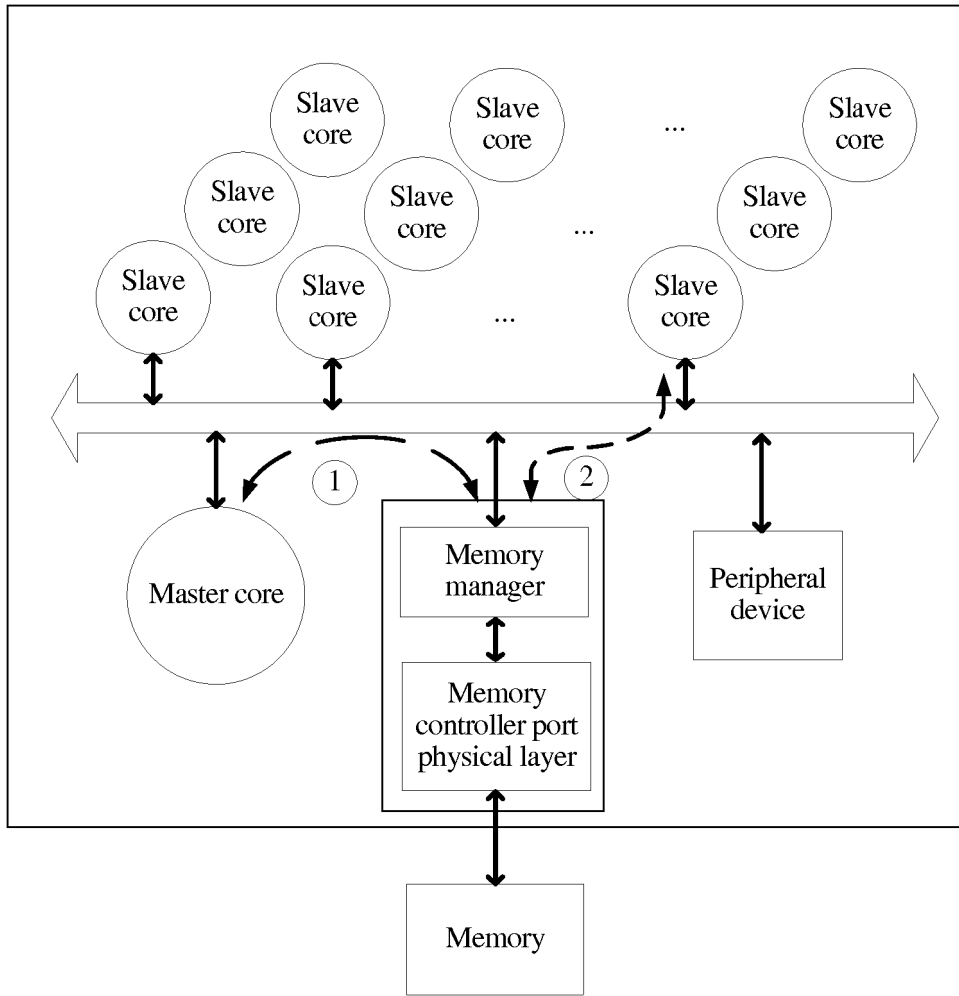 Slave
core
Slave
core
...
Slave
core
Slave
core
Slave
core
...
Slave
core
Slave
core
Slave
core
...
Slave
core
1
2
Master core
Memory
manager
Peripheral
device
Memory
controller port
physical layer
Memory